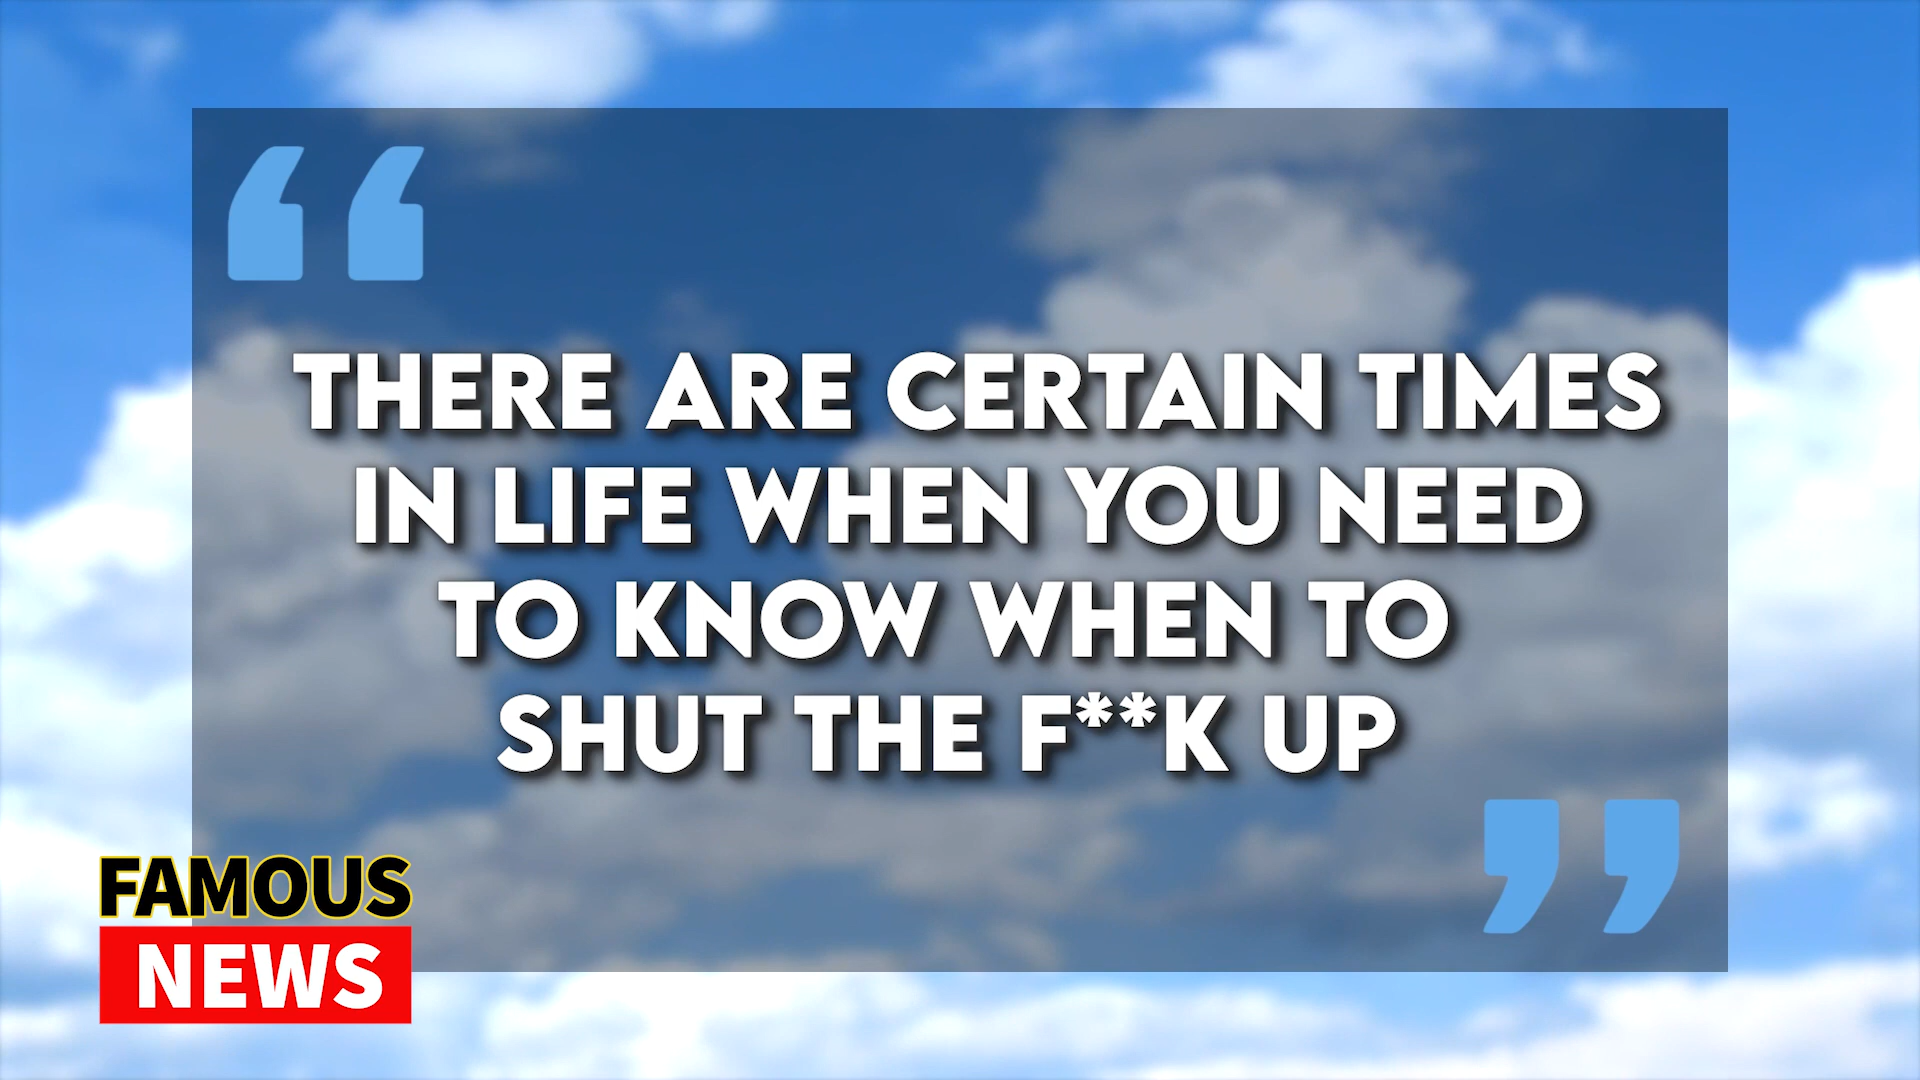 “
THERE ARE CERTAIN TIMES
IN LIFE WHEN YOU NEED
TO KNOW WHEN TO
SHUT THE F**K UP
”
FAMOUS
NEWS